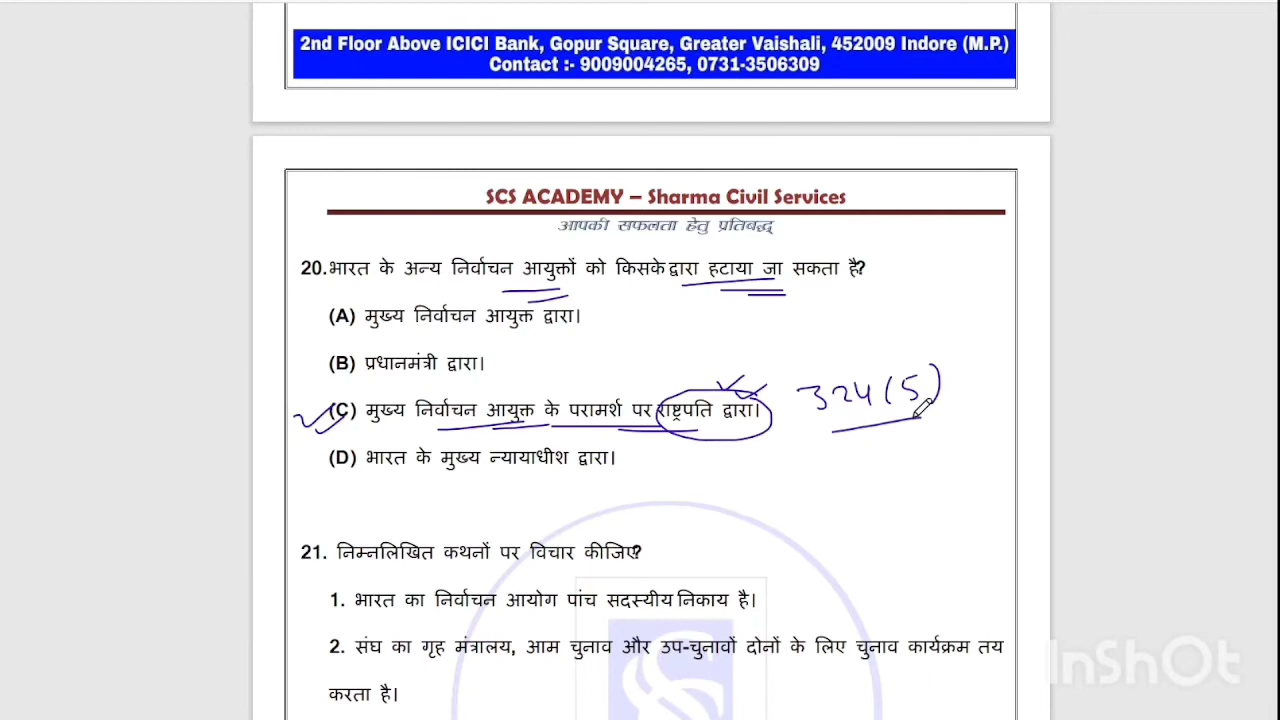 2nd Floor Above ICICI Bank, Gopur Square, Greater Vaishali, 452009 Indore (M.P.)
Contact :- 9009004265, 0731-3506309
SCS ACADEMY – Sharma Civil Services
आपकी सफलता हेतु प्रतिबद्ध
20.भारत के अन्य निर्वाचन आयुक्तों को किसके द्वारा हटाया जा सकता है?
(A) मुख्य निर्वाचन आयुक्त द्वारा।
(B) प्रधानमंत्री द्वारा।
(C) मुख्य निर्वाचन आयुक्त के परामर्श पर राष्ट्रपति द्वारा।
324(5)
(D) भारत के मुख्य न्यायाधीश द्वारा।
21. निम्नलिखित कथनों पर विचार कीजिए?
1. भारत का निर्वाचन आयोग पांच सदस्यीय निकाय है।
2. संघ का गृह मंत्रालय, आम चुनाव और उप-चुनावों दोनों के लिए चुनाव कार्यक्रम तय
करता है।
InShOt